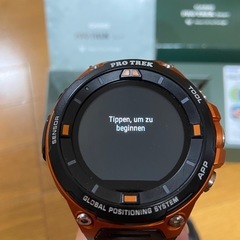 PRO TREK
TOOL
SENSOR
Tippen, um zu
beginnen
APP
GLOBAL POSITIONING SYSTEM